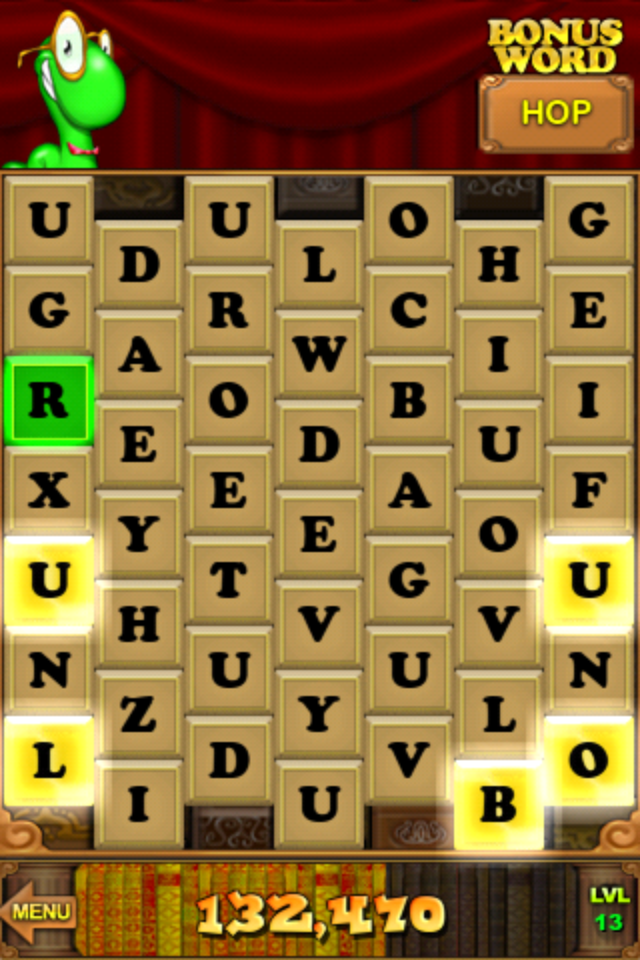 BONUS
WORD
HOP
U U O G
D L H
G R C E
A W I
R O B I
E D U
X E A F
Y E O
U T G U
H V V
N U U N
Z Y L
L D V O
I U B
MENU
132,470
LVL
13